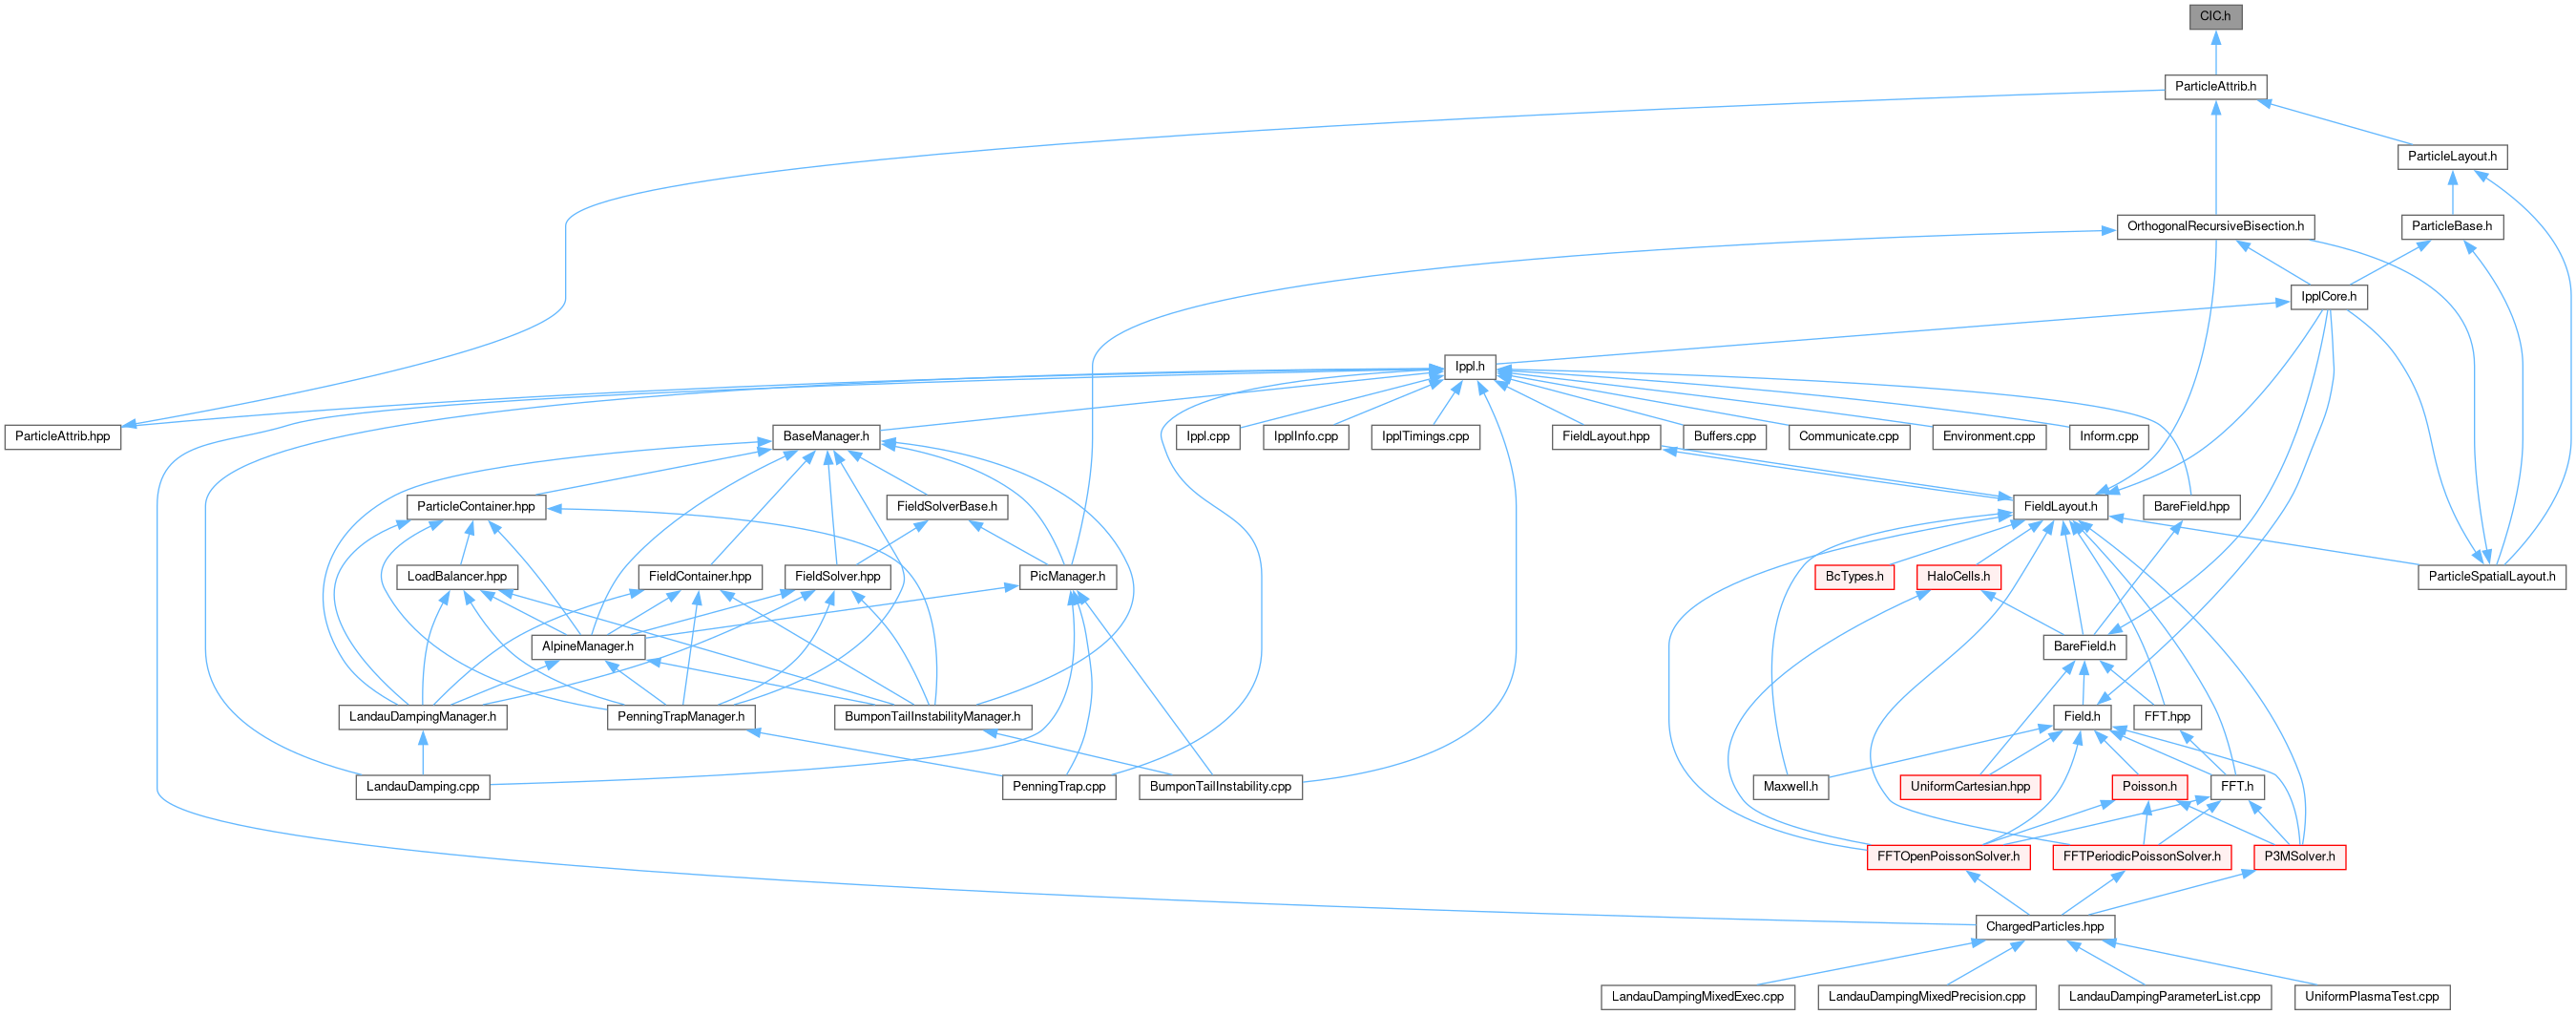 CIC.h
ParticleAttrib.h
ParticleLayout.h
OrthogonalRecursiveBisection.h
ParticleBase.h
IpplCore.h
Ippl.h
ParticleAttrib.hpp
BaseManager.h
Ippl.cpp
IpplInfo.cpp
IpplTimings.cpp
FieldLayout.hpp
Buffers.cpp
Communicate.cpp
Environment.cpp
Inform.cpp
ParticleContainer.hpp
FieldSolverBase.h
FieldLayout.h
BareField.hpp
LoadBalancer.hpp
FieldContainer.hpp
FieldSolver.hpp
PicManager.h
BcTypes.h
HaloCells.h
ParticleSpatialLayout.h
AlpineManager.h
BareField.h
LandauDampingManager.h
PenningTrapManager.h
BumponTailInstabilityManager.h
Field.h
FFT.hpp
LandauDamping.cpp
PenningTrap.cpp
BumponTailInstability.cpp
Maxwell.h
UniformCartesian.hpp
Poisson.h
FFT.h
FFTOpenPoissonSolver.h
FFTPeriodicPoissonSolver.h
P3MSolver.h
ChargedParticles.hpp
LandauDampingMixedExec.cpp
LandauDampingMixedPrecision.cpp
LandauDampingParameterList.cpp
UniformPlasmaTest.cpp